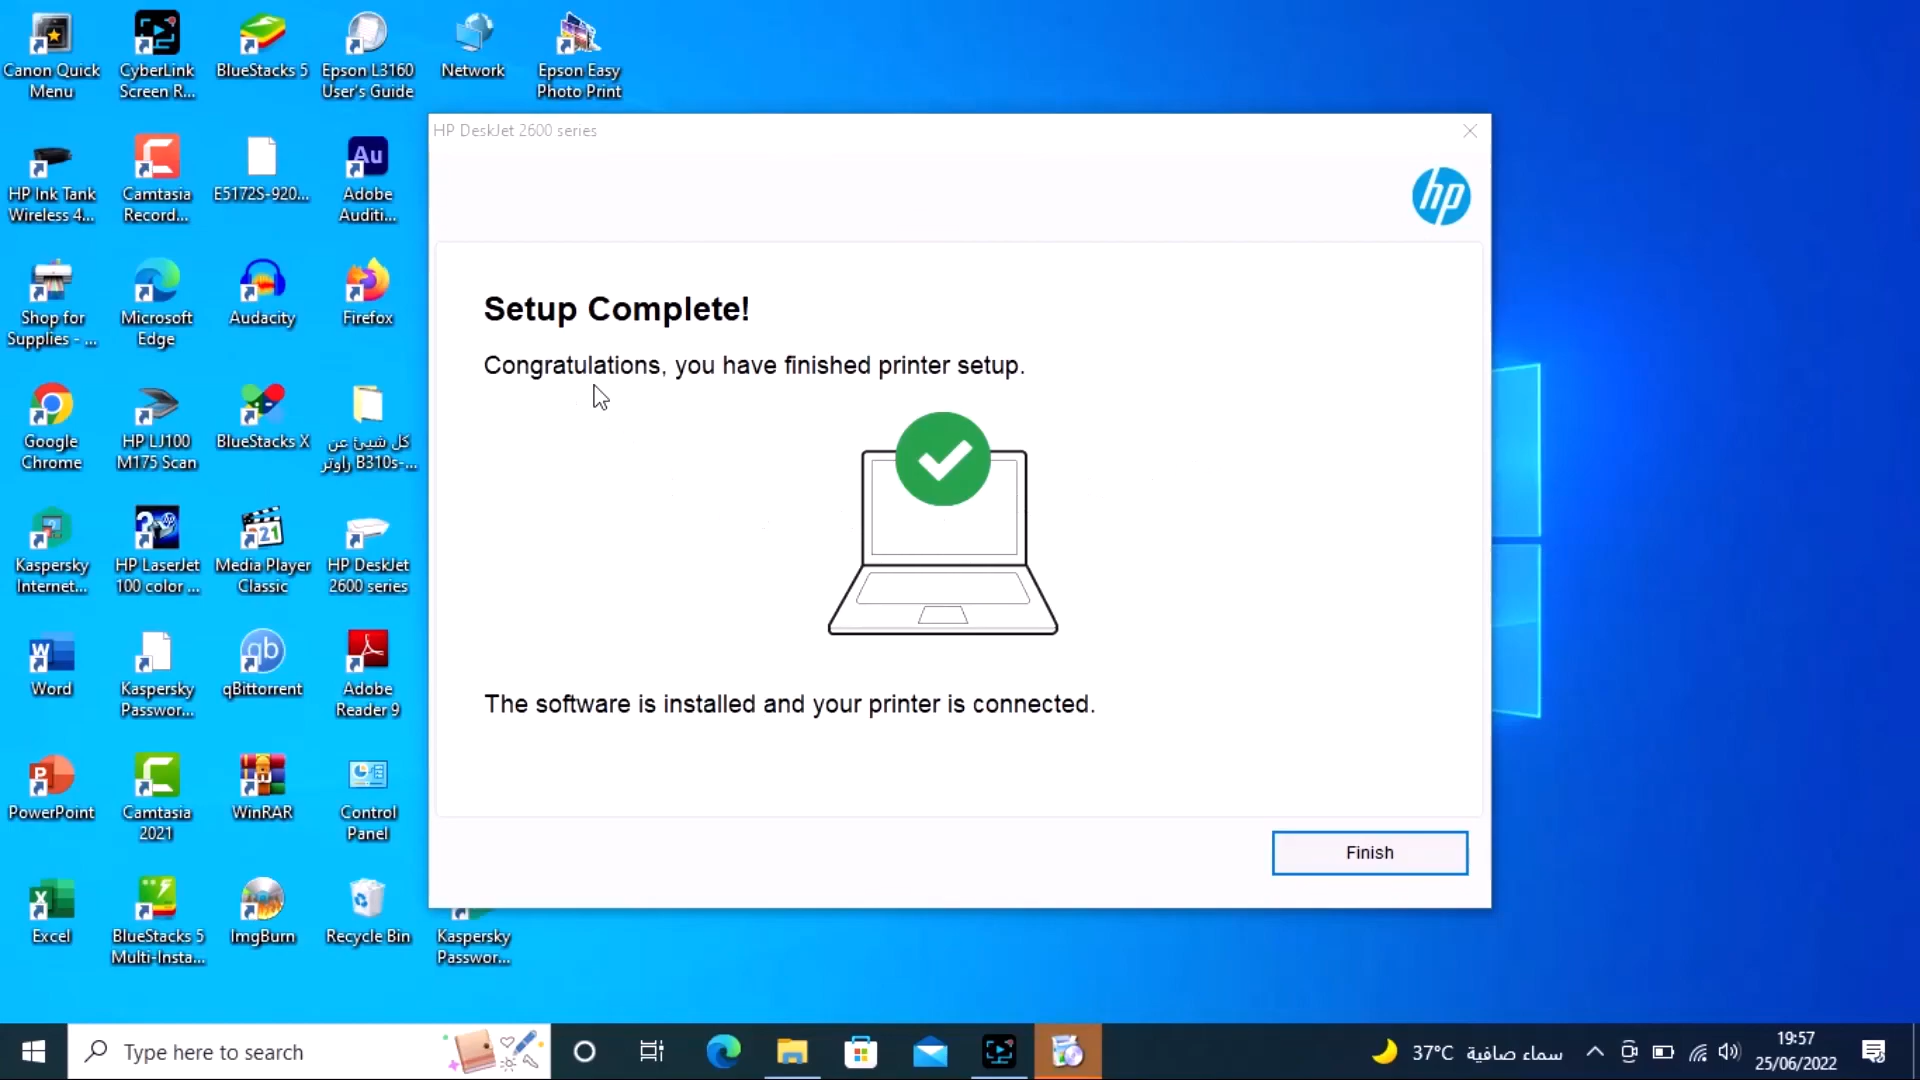 Canon Quick
Menu
CyberLink
Screen R...
BlueStacks 5
Epson L3160
User's Guide
Network
Epson Easy
Photo Print
HP Ink Tank
Wireless 4...
Camtasia
Record...
E5172S-920...
Au
Adobe
Auditi...
Shop for
Supplies - ...
Microsoft
Edge
Audacity
Firefox
Google
Chrome
HP LJ100
M175 Scan
BlueStacks X
كل شيئ عن
راوتر B310s-...
Kaspersky
Internet...
HP LaserJet
100 color ...
321
Media Player
Classic
HP DeskJet
2600 series
W
Word
Kaspersky
Passwor...
qb
qBittorrent
Adobe
Reader 9
P
PowerPoint
Camtasia
2021
WinRAR
Control
Panel
X
Excel
BlueStacks 5
Multi-Insta...
ImgBurn
Recycle Bin
Kaspersky
Passwor...
HP DeskJet 2600 series
hp
Setup Complete!
Congratulations, you have finished printer setup.
The software is installed and your printer is connected.
Finish
Type here to search
37°C سماء صافية
19:57
25/06/2022